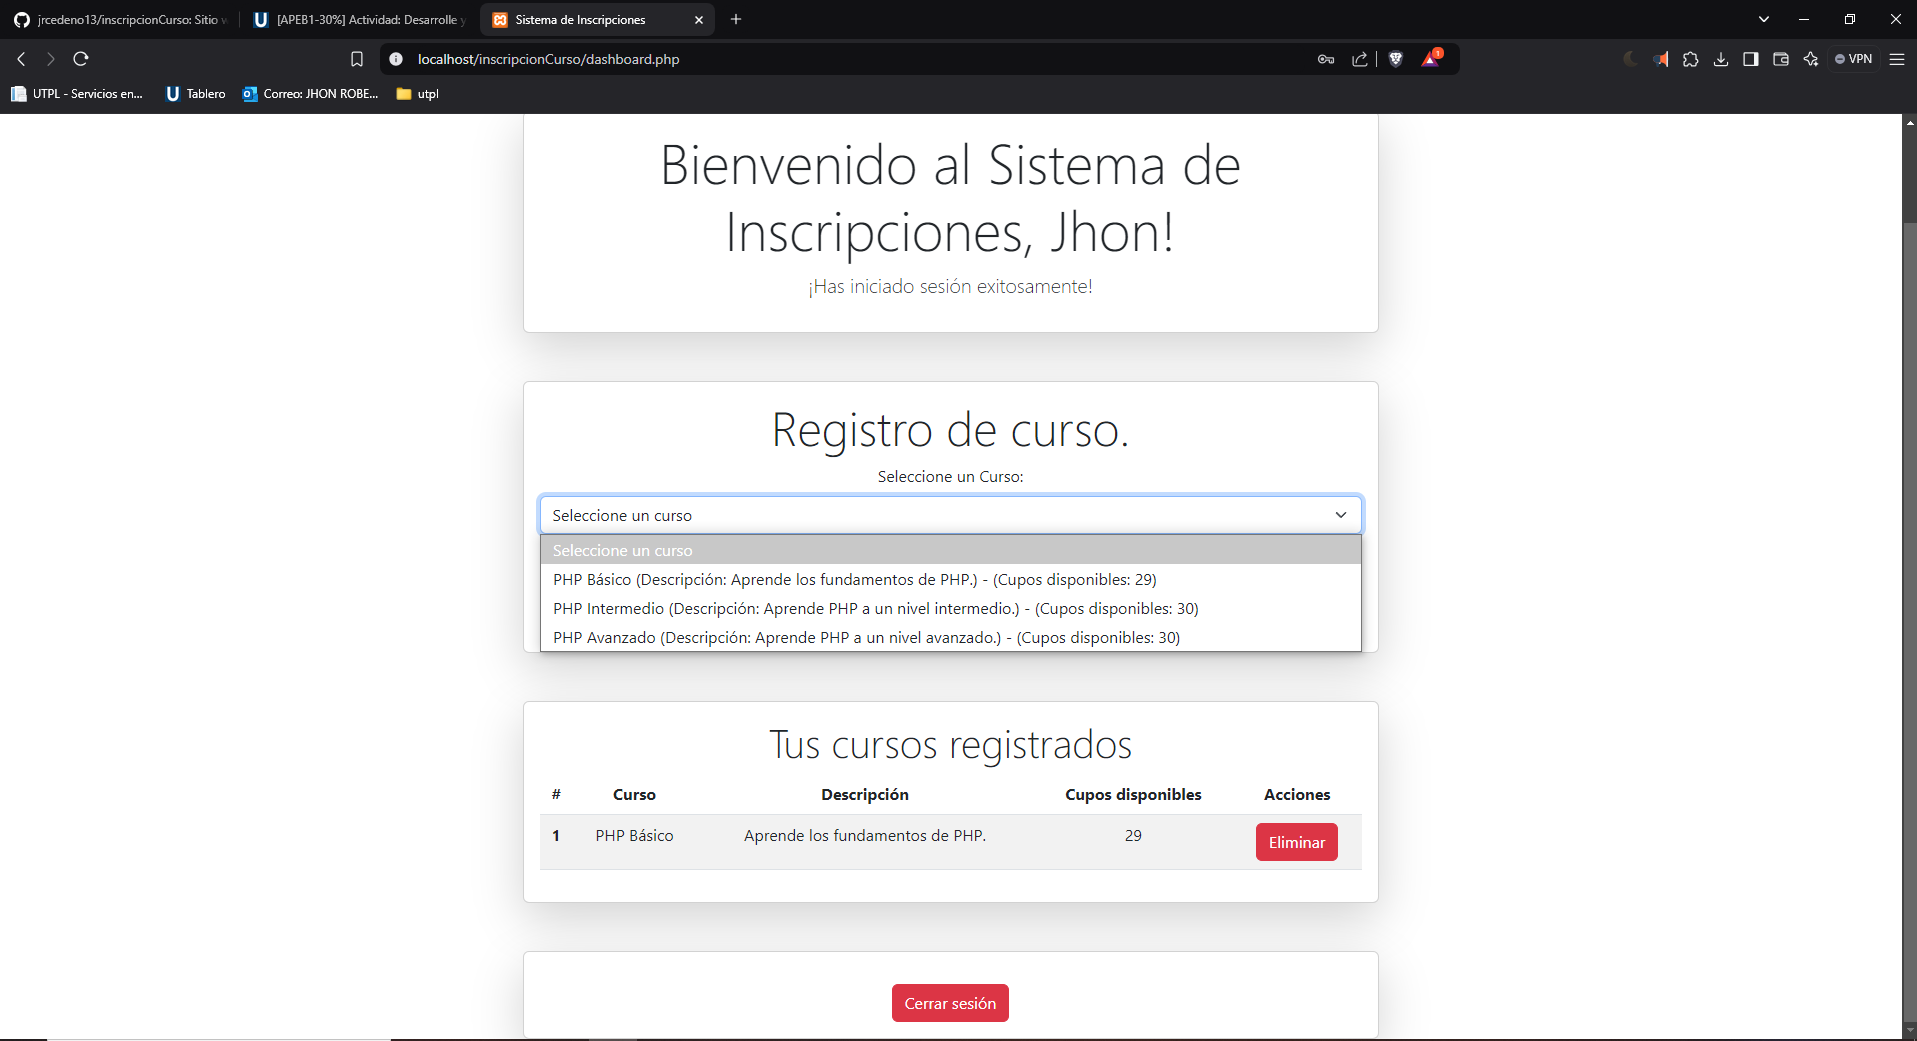 jrcedeno13/inscripcionCurso: Sitio w
[APEB1-30%] Actividad: Desarrolle y
Sistema de Inscripciones
localhost/inscripcionCurso/dashboard.php
1
VPN
UTPL - Servicios en...
Tablero
Correo: JHON ROBE...
utpl
Bienvenido al Sistema de
Inscripciones, Jhon!
¡Has iniciado sesión exitosamente!
Registro de curso.
Seleccione un Curso:
Seleccione un curso
Seleccione un curso
PHP Básico (Descripción: Aprende los fundamentos de PHP.) - (Cupos disponibles: 29)
PHP Intermedio (Descripción: Aprende PHP a un nivel intermedio.) - (Cupos disponibles: 30)
PHP Avanzado (Descripción: Aprende PHP a un nivel avanzado.) - (Cupos disponibles: 30)
Tus cursos registrados
# Curso Descripción Cupos disponibles Acciones
1 PHP Básico Aprende los fundamentos de PHP. 29 Eliminar
Cerrar sesión